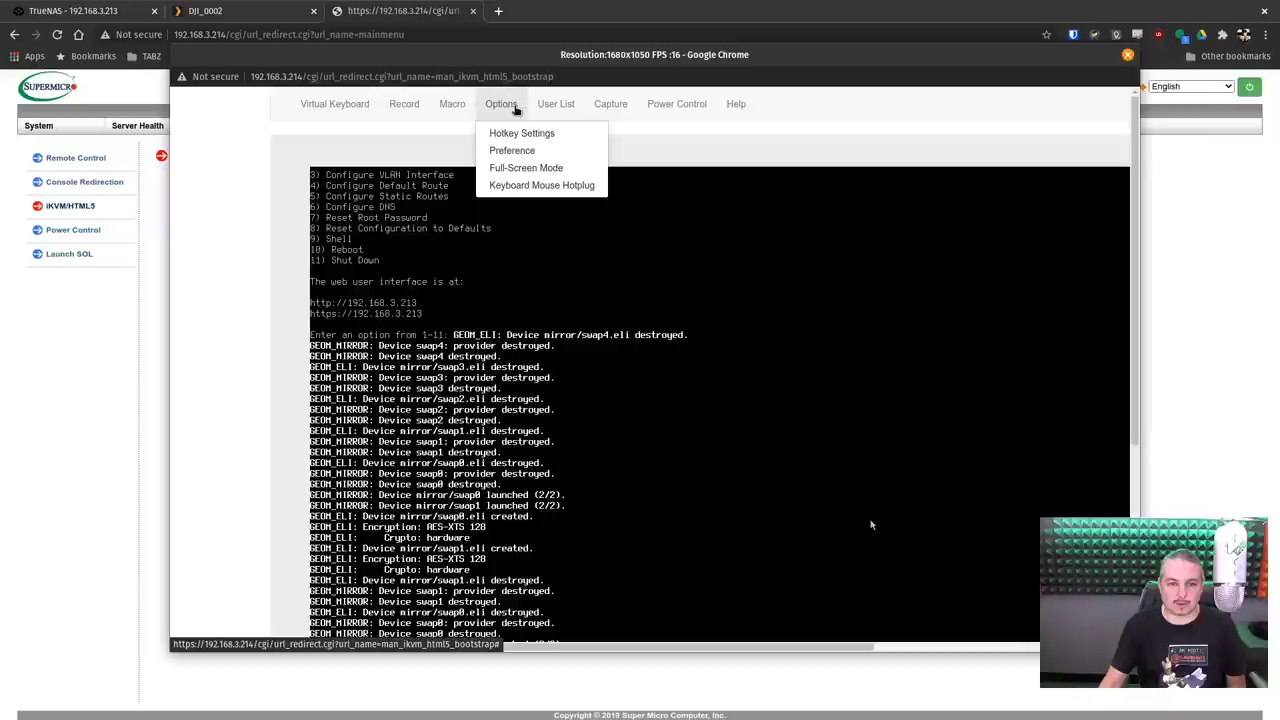 TrueNAS - 192.168.3.213
DJI_0002
https://192.168.3.214/cgi/url
Not secure
192.168.3.214/cgi/url_redirect.cgi?url_name=mainmenu
Apps
Bookmarks
TABZ
Other bookmarks
Resolution:1680x1050 FPS :16 - Google Chrome
Not secure
192.168.3.214/cgi/url_redirect.cgi?url_name=man_ikvm_html5_bootstrap
SUPERMICRO
English
System
Server Health
Remote Control
Console Redirection
iKVM/HTML5
Power Control
Launch SOL
Virtual Keyboard
Record
Macro
Options
User List
Capture
Power Control
Help
Hotkey Settings
Preference
Full-Screen Mode
Keyboard Mouse Hotplug
3) Configure VLAN Interface
4) Configure Default Route
5) Configure Static Routes
6) Configure DNS
7) Reset Root Password
8) Reset Configuration to Defaults
9) Shell
10) Reboot
11) Shut Down
The web user interface is at:
http://192.168.3.213
https://192.168.3.213
Enter an option from 1-11: GEOM_ELI: Device mirror/swap4.eli destroyed.
GEOM_MIRROR: Device swap4: provider destroyed.
GEOM_MIRROR: Device swap4 destroyed.
GEOM_ELI: Device mirror/swap3.eli destroyed.
GEOM_MIRROR: Device swap3: provider destroyed.
GEOM_MIRROR: Device swap3 destroyed.
GEOM_ELI: Device mirror/swap2.eli destroyed.
GEOM_MIRROR: Device swap2: provider destroyed.
GEOM_MIRROR: Device swap2 destroyed.
GEOM_ELI: Device mirror/swap1.eli destroyed.
GEOM_MIRROR: Device swap1: provider destroyed.
GEOM_MIRROR: Device swap1 destroyed.
GEOM_ELI: Device mirror/swap0.eli destroyed.
GEOM_MIRROR: Device swap0: provider destroyed.
GEOM_MIRROR: Device swap0 destroyed.
GEOM_MIRROR: Device mirror/swap0 launched (2/2).
GEOM_MIRROR: Device mirror/swap1 launched (2/2).
GEOM_ELI: Device mirror/swap0.eli created.
GEOM_ELI: Encryption: AES-XTS 128
GEOM_ELI: Crypto: hardware
GEOM_ELI: Device mirror/swap1.eli created.
GEOM_ELI: Encryption: AES-XTS 128
GEOM_ELI: Crypto: hardware
GEOM_ELI: Device mirror/swap1.eli destroyed.
GEOM_MIRROR: Device swap1: provider destroyed.
GEOM_MIRROR: Device swap1 destroyed.
GEOM_ELI: Device mirror/swap0.eli destroyed.
GEOM_MIRROR: Device swap0: provider destroyed.
GEOM_MIRROR: Device swap0 destroyed.
https://192.168.3.214/cgi/url_redirect.cgi?url_name=man_ikvm_html5_bootstrap#
Copyright © 2019 Super Micro Computer, Inc.